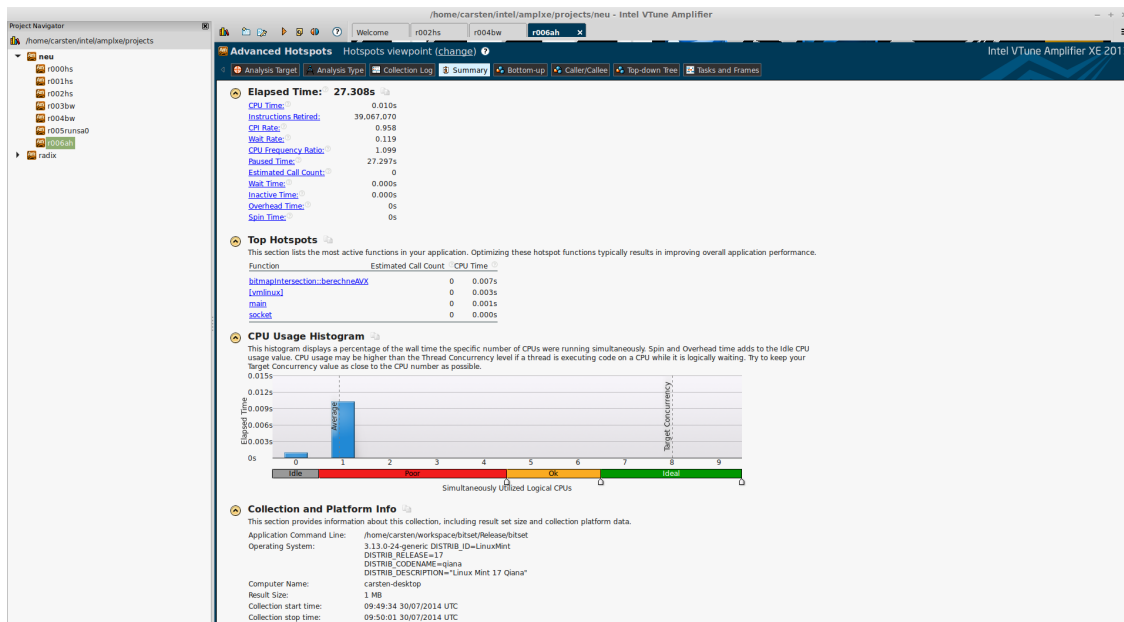 /home/carsten/intel/amplxe/projects/neu - Intel VTune Amplifier
Project Navigator
/home/carsten/intel/amplxe/projects
neu
r000hs
r001hs
r002hs
r003bw
r004bw
r005runsa0
r006ah
radix
Welcome r002hs r004bw r006ah x
Advanced Hotspots Hotspots viewpoint (change) ? Intel VTune Amplifier XE 201
Analysis Target Analysis Type Collection Log Summary Bottom-up Caller/Callee Top-down Tree Tasks and Frames
Elapsed Time: 27.308s
CPU Time: 0.010s
Instructions Retired: 39,067,070
CPI Rate: 0.958
Wait Rate: 0.119
CPU Frequency Ratio: 1.099
Paused Time: 27.297s
Estimated Call Count: 0
Wait Time: 0.000s
Inactive Time: 0.000s
Overhead Time: 0s
Spin Time: 0s
Top Hotspots
This section lists the most active functions in your application. Optimizing these hotspot functions typically results in improving overall application performance.
Function Estimated Call Count CPU Time
bitmapIntersection::berechneAVX 0 0.007s
[vmlinux] 0 0.003s
main 0 0.001s
socket 0 0.000s
CPU Usage Histogram
This histogram displays a percentage of the wall time the specific number of CPUs were running simultaneously. Spin and Overhead time adds to the Idle CPU
usage value. CPU usage may be higher than the Thread Concurrency level if a thread is executing code on a CPU while it is logically waiting. Try to keep your
Target Concurrency value as close to the CPU number as possible.
0.015s
0.012s
0.009s
0.006s
0.003s
0s
Elapsed Time
Average
Target Concurrency
0 1 2 3 4 5 6 7 8 9
Idle Poor Ok Ideal
Simultaneously Utilized Logical CPUs
Collection and Platform Info
This section provides information about this collection, including result set size and collection platform data.
Application Command Line: /home/carsten/workspace/bitset/Release/bitset
Operating System: 3.13.0-24-generic DISTRIB_ID=LinuxMint
DISTRIB_RELEASE=17
DISTRIB_CODENAME=qiana
DISTRIB_DESCRIPTION="Linux Mint 17 Qiana"
Computer Name: carsten-desktop
Result Size: 1 MB
Collection start time: 09:49:34 30/07/2014 UTC
Collection stop time: 09:50:01 30/07/2014 UTC